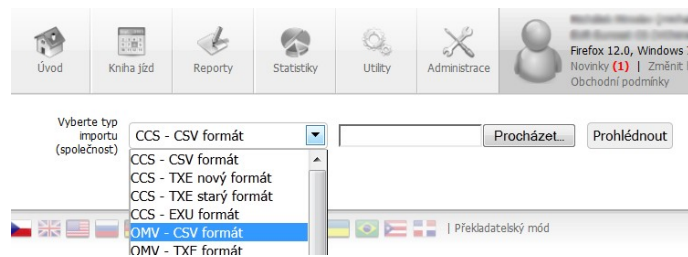 Úvod
Kniha jízd
Reporty
Statistiky
Utility
Administrace
Firefox 12.0, Windows
Novinky (1) | Změnit
Obchodní podmínky
Vyberte typ
importu
(společnost)
CCS - CSV formát
Procházet...
Prohlédnout
CCS - CSV formát
CCS - TXE nový formát
CCS - TXE starý formát
CCS - EXU formát
OMV - CSV formát
OMV - TXF formát
| Překladatelský mód